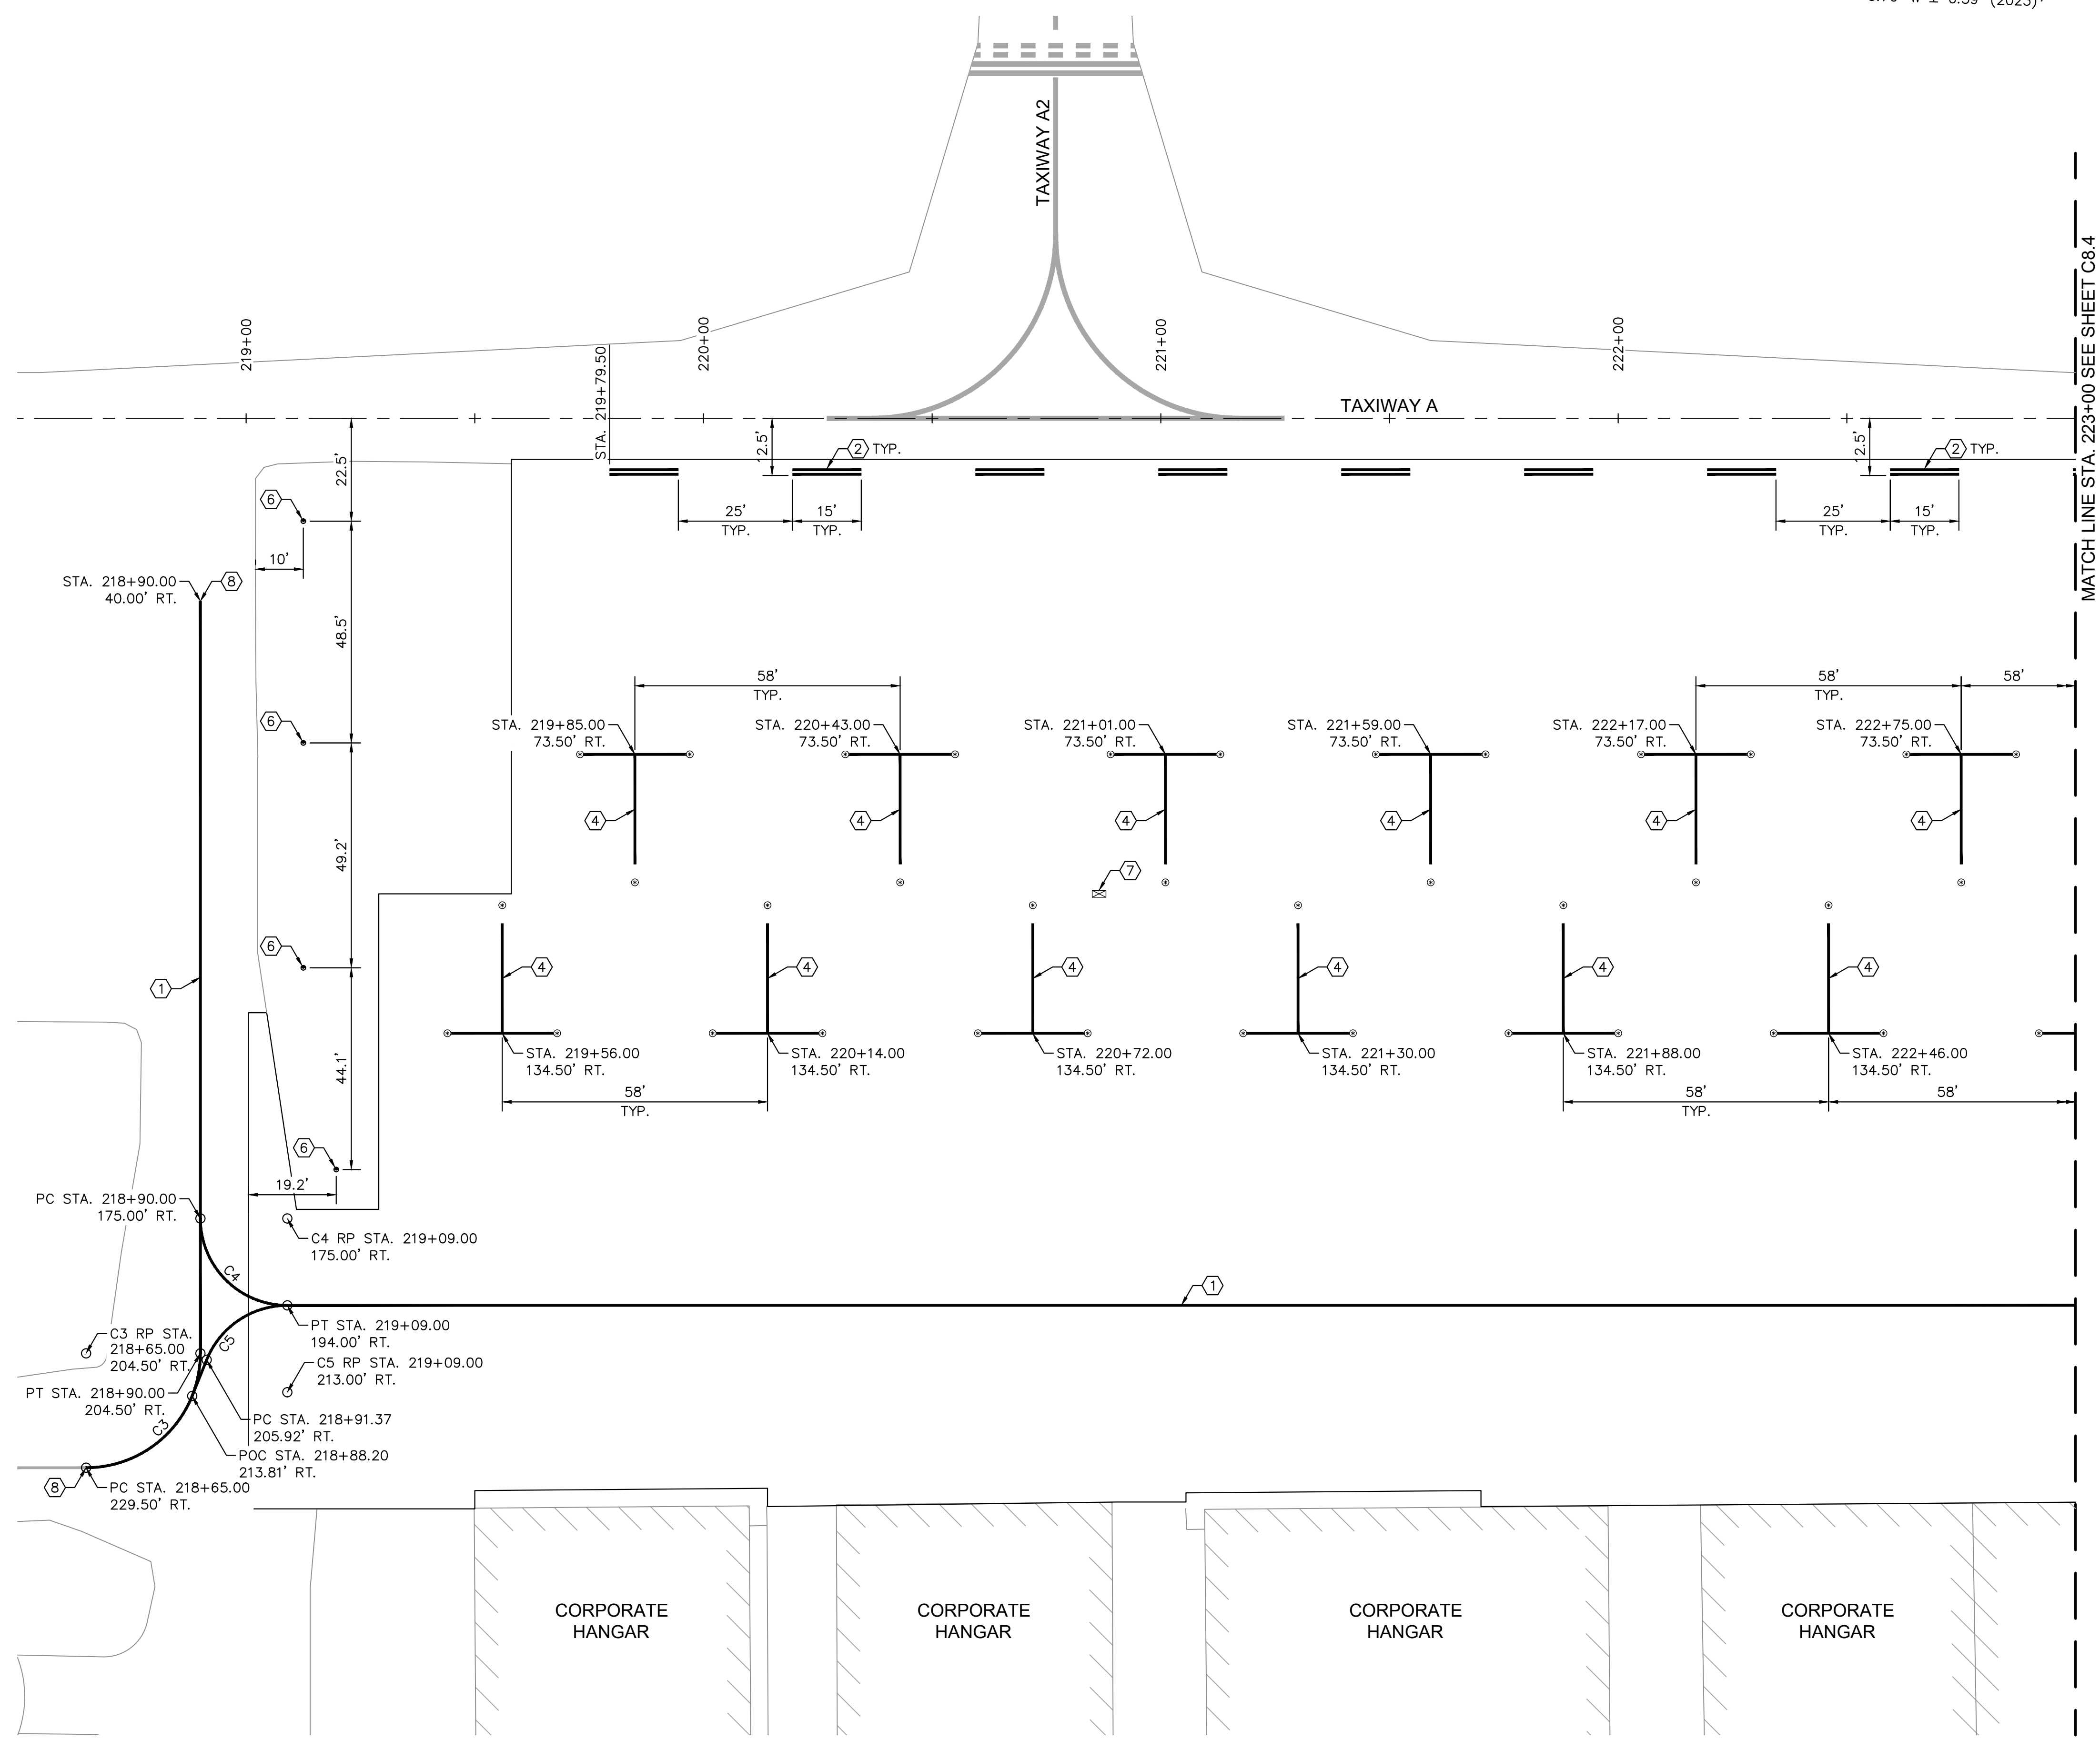 TAXIWAY A2
219+00
STA. 219+79.50
220+00
221+00
222+00
TAXIWAY A
MATCH LINE STA. 223+00 SEE SHEET C8.4
22.5'
12.5'
2 TYP.
12.5'
2 TYP.
6
25'
TYP.
15'
TYP.
25'
TYP.
15'
TYP.
10'
STA. 218+90.00
40.00' RT.
8
48.5'
58'
TYP.
58'
TYP.
58'
6
STA. 219+85.00
73.50' RT.
STA. 220+43.00
73.50' RT.
STA. 221+01.00
73.50' RT.
STA. 221+59.00
73.50' RT.
STA. 222+17.00
73.50' RT.
STA. 222+75.00
73.50' RT.
4
4
4
4
4
4
49.2'
7
6
1
4
4
4
4
4
4
44.1'
STA. 219+56.00
134.50' RT.
STA. 220+14.00
134.50' RT.
STA. 220+72.00
134.50' RT.
STA. 221+30.00
134.50' RT.
STA. 221+88.00
134.50' RT.
STA. 222+46.00
134.50' RT.
58'
TYP.
58'
TYP.
58'
6
19.2'
PC STA. 218+90.00
175.00' RT.
C4 RP STA. 219+09.00
175.00' RT.
C4
1
PT STA. 219+09.00
194.00' RT.
C3 RP STA.
218+65.00
204.50' RT.
C5
C5 RP STA. 219+09.00
213.00' RT.
PT STA. 218+90.00
204.50' RT.
PC STA. 218+91.37
205.92' RT.
C3
POC STA. 218+88.20
213.81' RT.
8
PC STA. 218+65.00
229.50' RT.
CORPORATE
HANGAR
CORPORATE
HANGAR
CORPORATE
HANGAR
CORPORATE
HANGAR